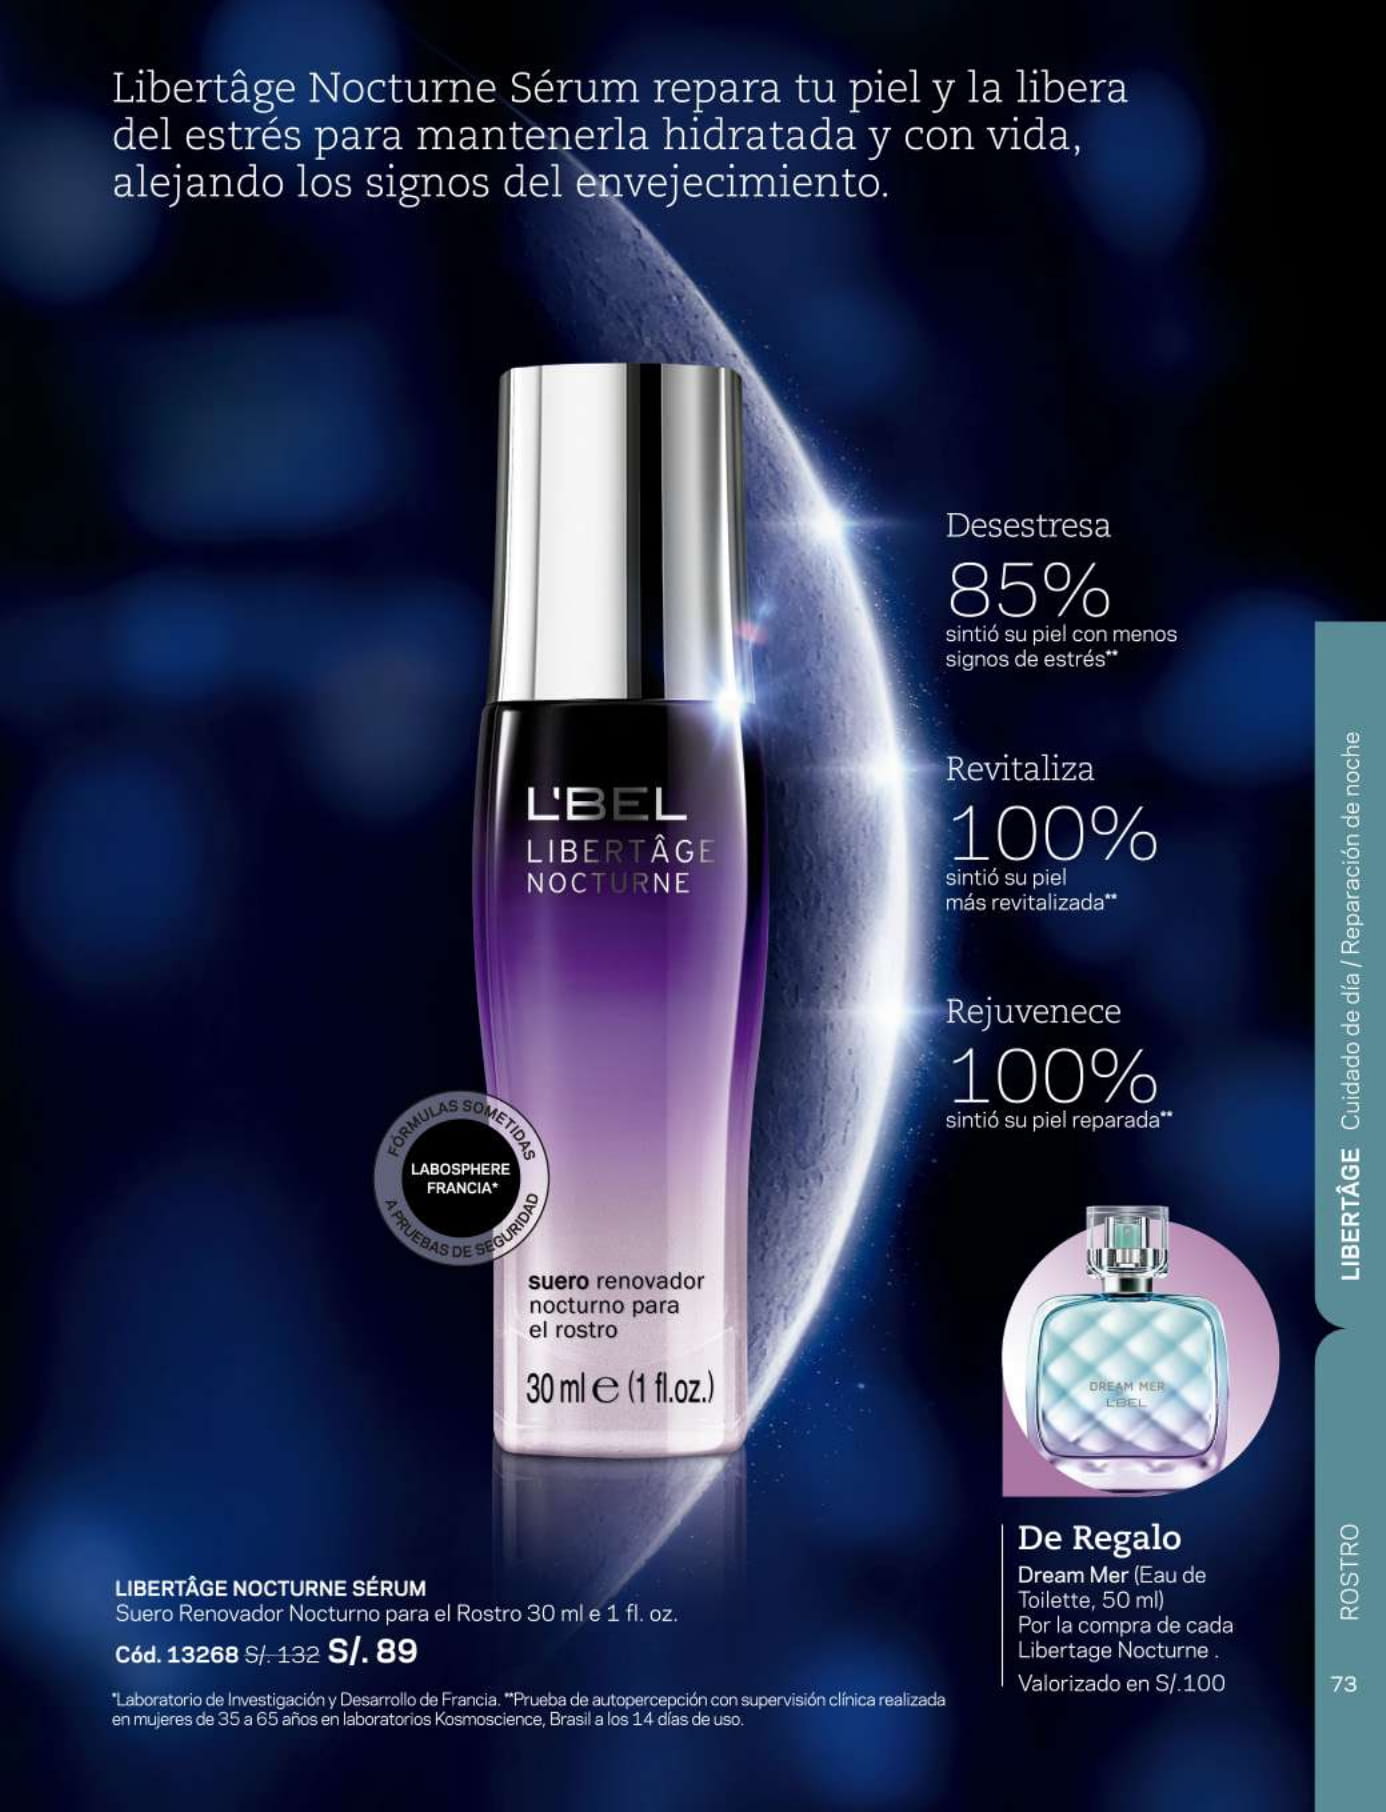 Libertâge Nocturne Sérum repara tu piel y la libera
del estrés para mantenerla hidratada y con vida,
alejando los signos del envejecimiento.
L'BEL
LIBERTÂGE
NOCTURNE
FÓRMULAS SOMETIDAS
A PRUEBAS DE SEGURIDAD
LABOSPHERE
FRANCIA*
suero renovador
nocturno para
el rostro
30 ml e (1 fl.oz.)
Desestresa
85%
sintió su piel con menos
signos de estrés**
Revitaliza
100%
sintió su piel
más revitalizada**
Rejuvenece
100%
sintió su piel reparada**
DREAM MER
L'BEL
De Regalo
Dream Mer (Eau de
Toilette, 50 ml)
Por la compra de cada
Libertage Nocturne .
Valorizado en S/.100
LIBERTÂGE NOCTURNE SÉRUM
Suero Renovador Nocturno para el Rostro 30 ml e 1 fl. oz.
Cód. 13268 S/. 132 S/. 89
*Laboratorio de Investigación y Desarrollo de Francia. **Prueba de autopercepción con supervisión clínica realizada
en mujeres de 35 a 65 años en laboratorios Kosmoscience, Brasil a los 14 días de uso.
LIBERTÂGE Cuidado de día / Reparación de noche
ROSTRO
73